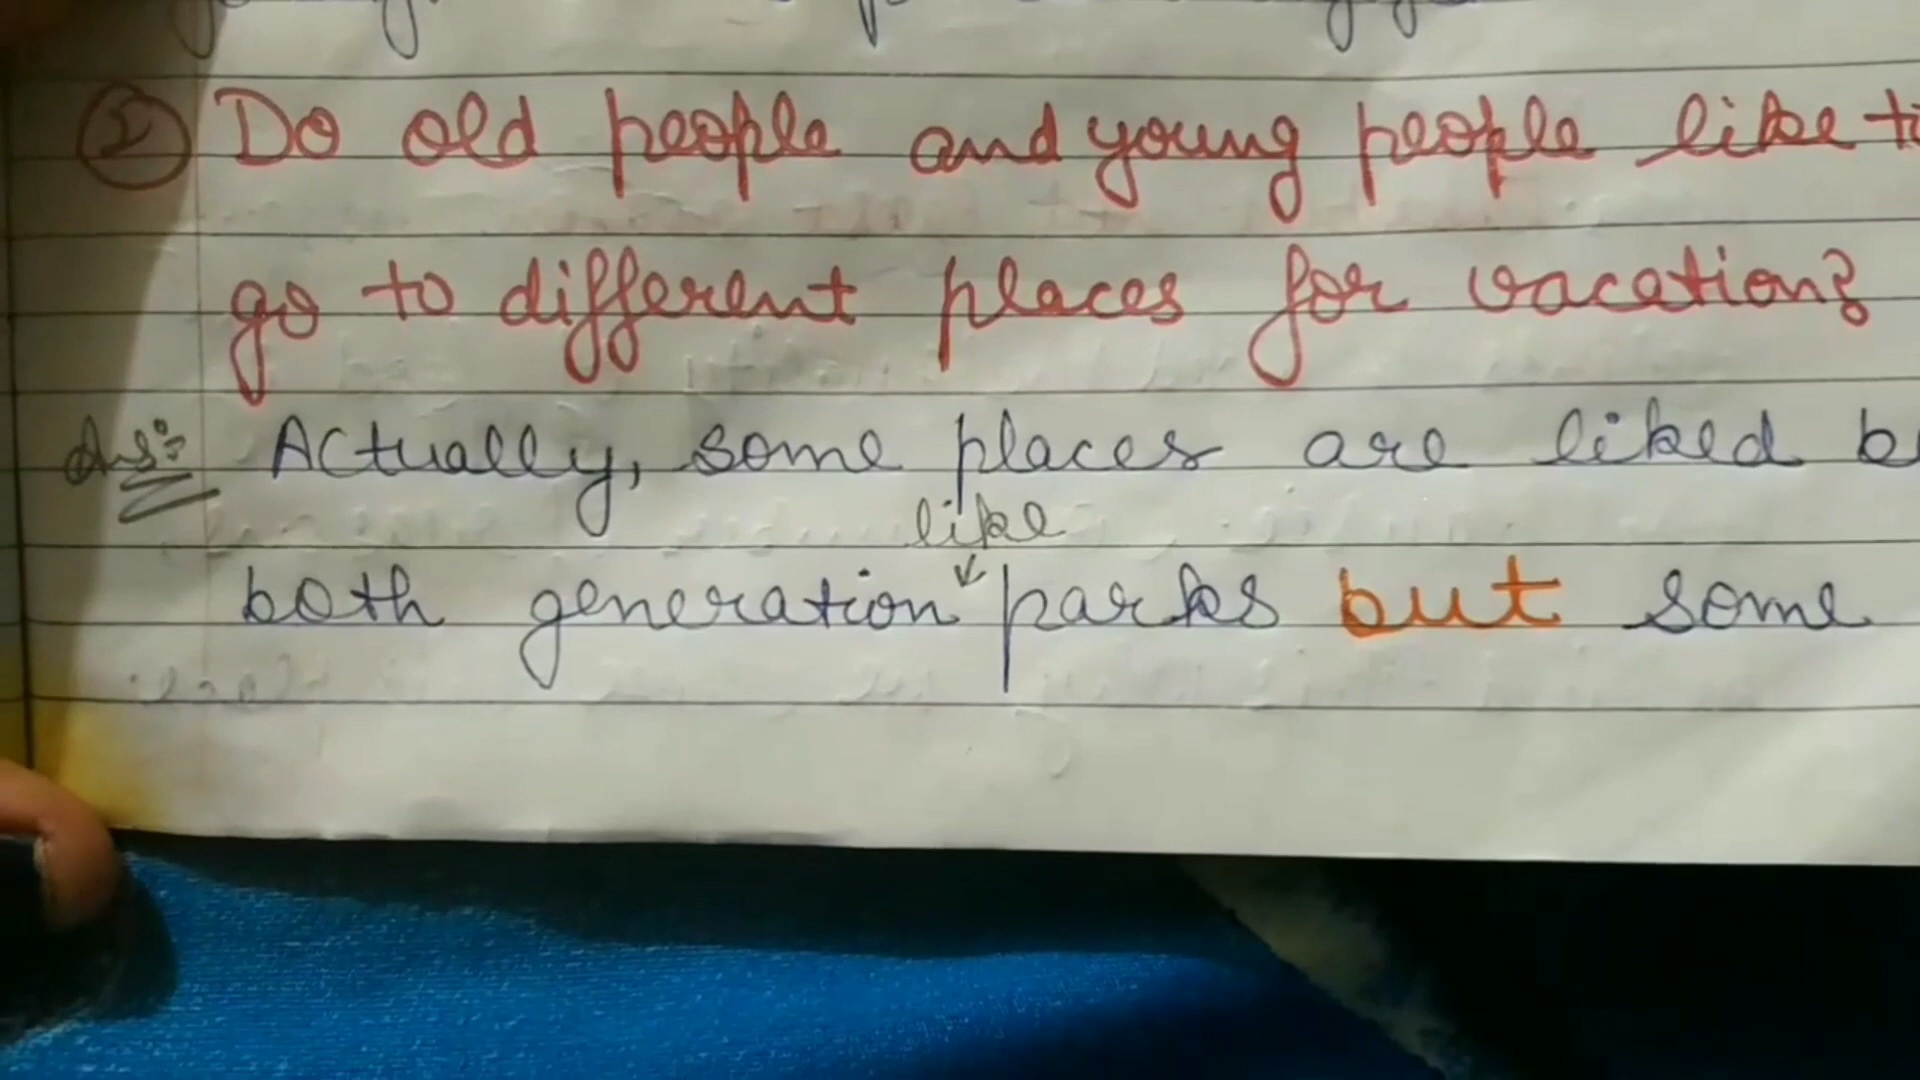 ② Do old people and young people like to
go to different places for vacation?
Ans:- Actually, some places are liked
like
both generation parks but some